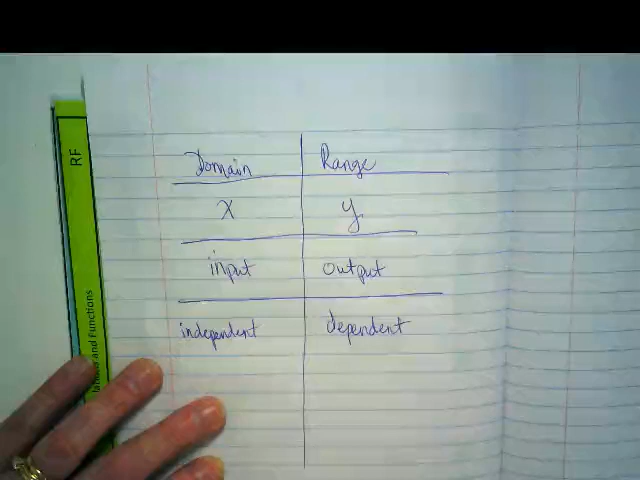 RF
Domain Range
x y
input output
independent dependent
and Functions